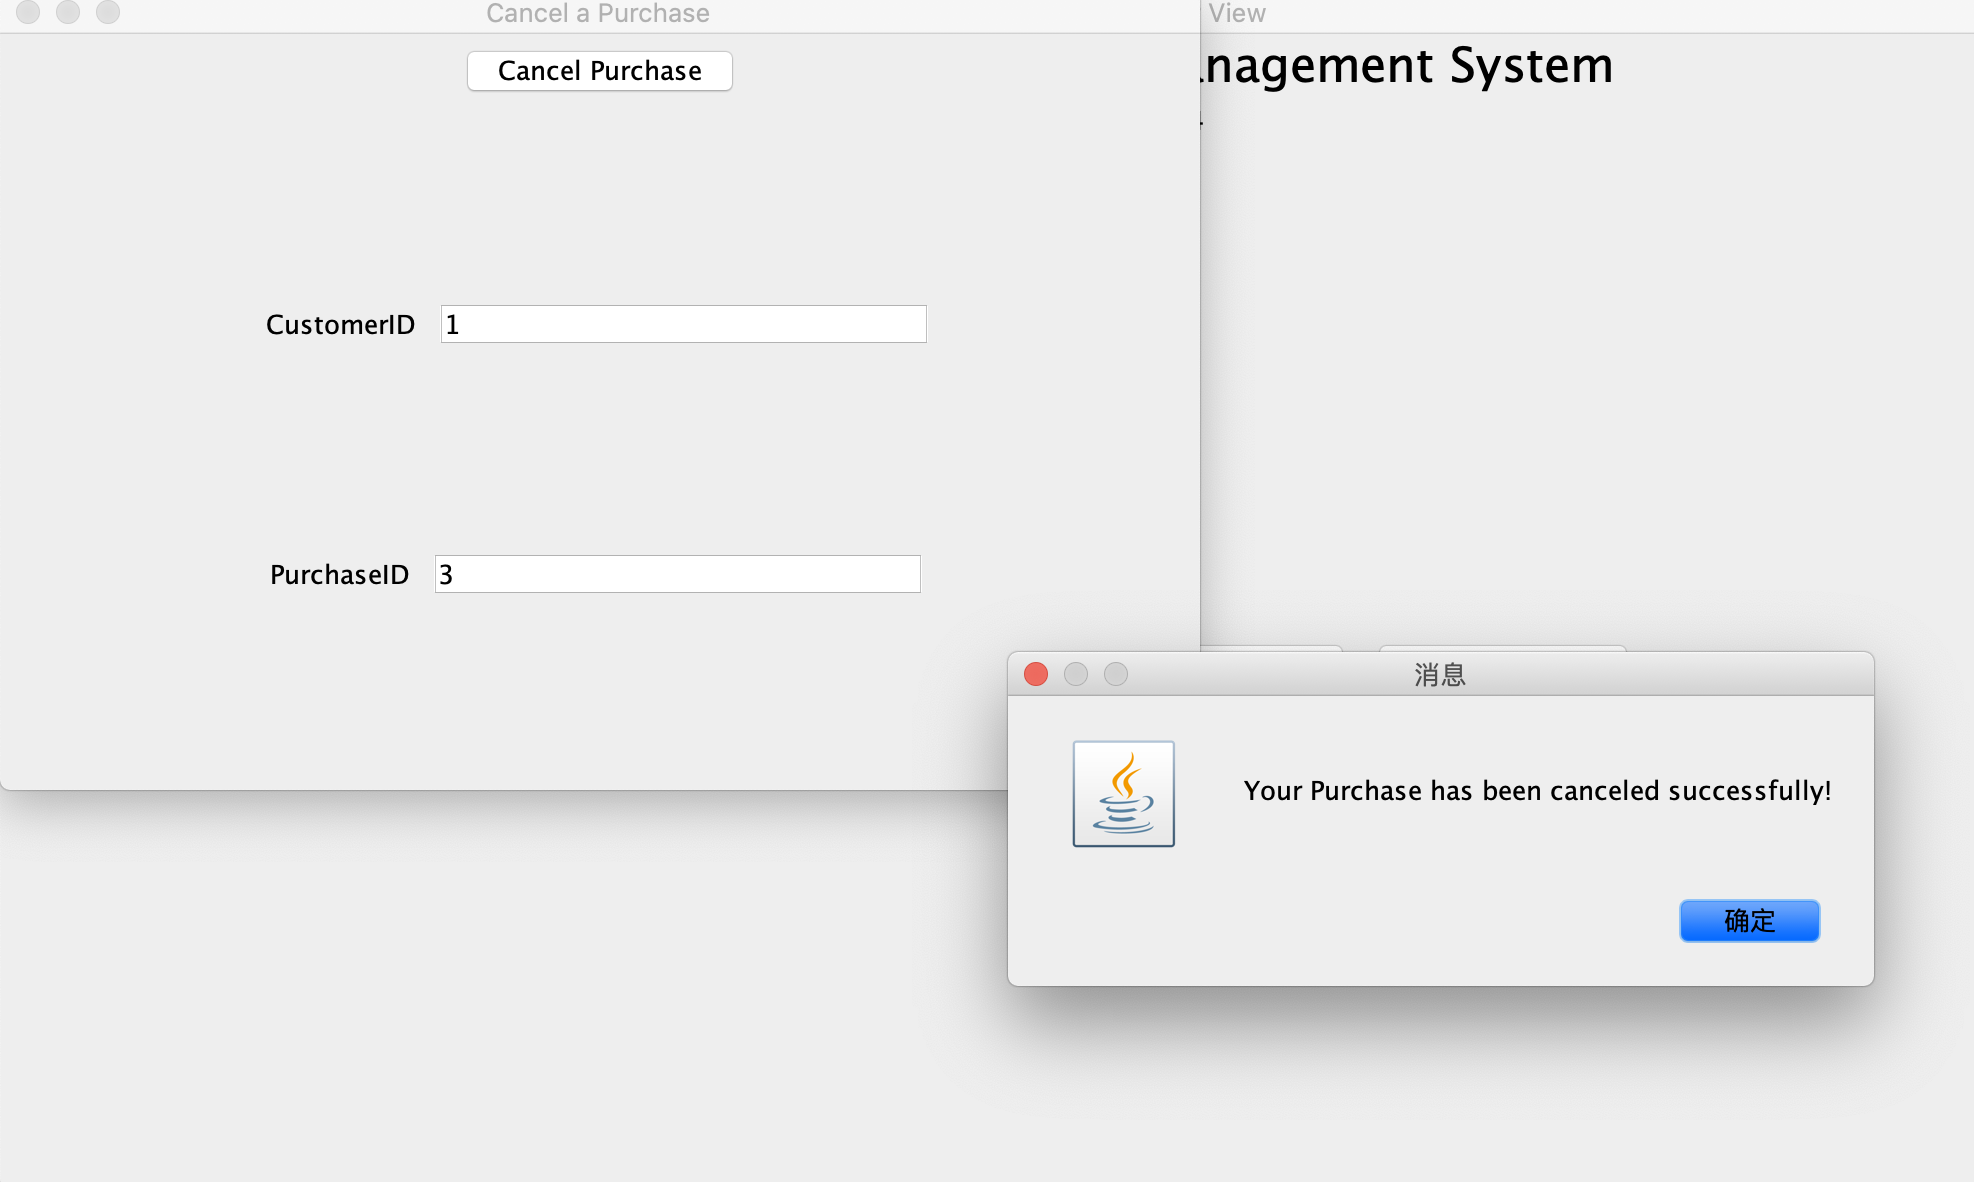 Cancel a Purchase
View
Cancel Purchase
nagement System
CustomerID 1
PurchaseID 3
消息
Your Purchase has been canceled successfully!
确定